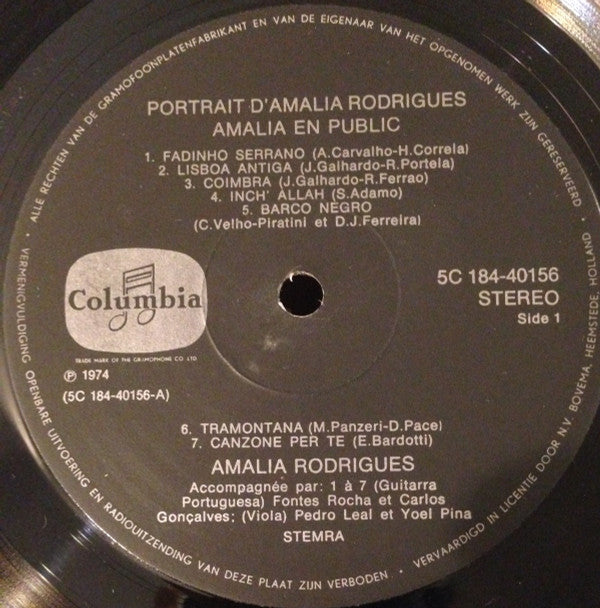 ALLE RECHTEN VAN DE GRAMOFOONPLATENFABRIKANT EN VAN DE EIGENAAR VAN HET OPGENOMEN WERK ZIJN GERESERVEERD ·
PORTRAIT D'AMALIA RODRIGUES
AMALIA EN PUBLIC
1. FADINHO SERRANO (A.Carvalho-H.Correla)
2. LISBOA ANTIGA (J.Galhardo-R.Portela)
3. COIMBRA (J.Galhardo-R.Ferrao)
4. INCH' ALLAH (S.Adamo)
5. BARCO NEGRO
(C.Velho-Piratini et D.J.Ferreira)
Columbia
TRADE MARK OF THE GRAMOPHONE CO LTD
5C 184-40156
STEREO
Side 1
℗ 1974
(5C 184-40156-A)
6. TRAMONTANA (M.Panzeri-D.Pace)
7. CANZONE PER TE (E.Bardotti)
AMALIA RODRIGUES
Accompagnée par: 1 à 7 (Guitarra
Portuguesa) Fontes Rocha et Carlos
Gonçalves; (Viola) Pedro Leal et Yoel Pina
STEMRA
· VERMENIGVULDIGING OPENBARE UITVOERING EN RADIOUITZENDING VAN DEZE PLAAT ZIJN VERBODEN ·
VERVAARDIGD IN LICENTIE DOOR N.V. BOVEMA, HEEMSTEDE, HOLLAND